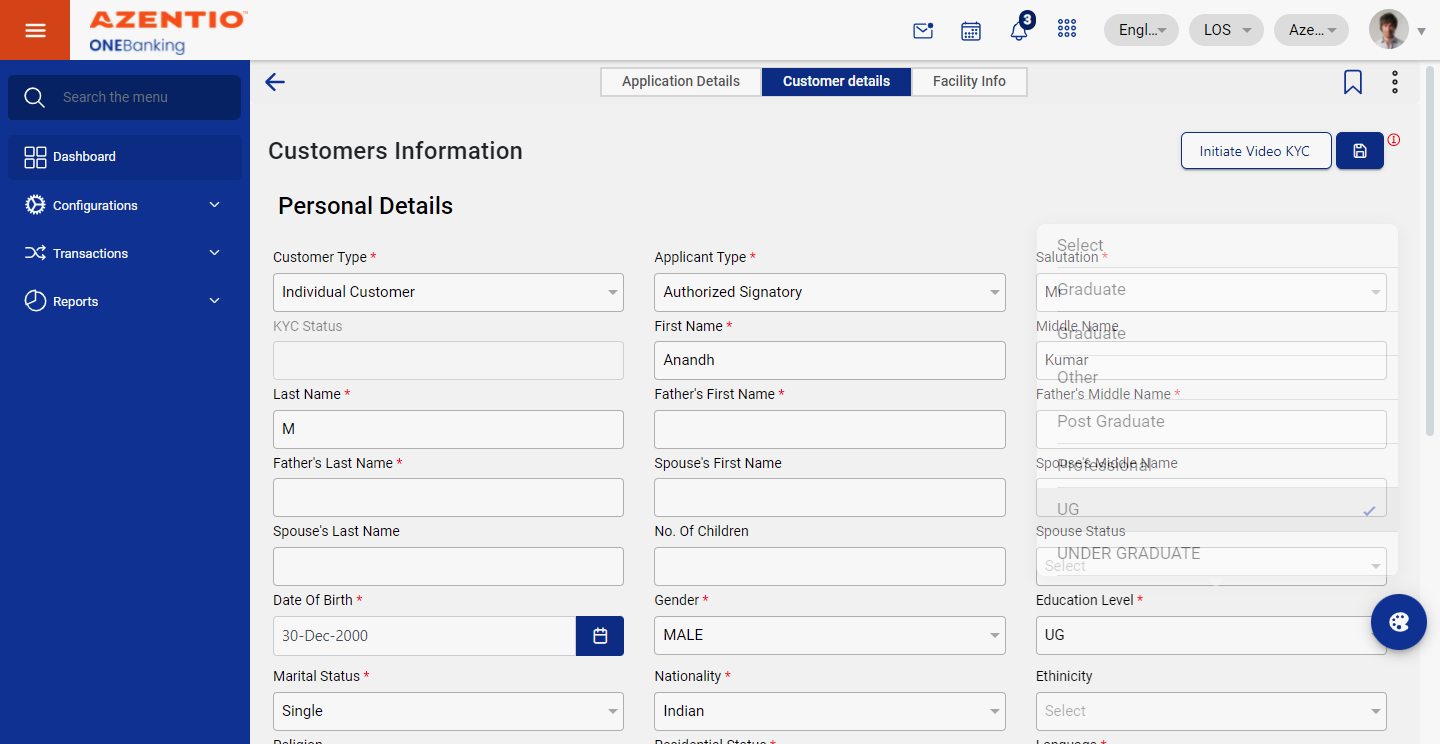 AZENTIO™
ONEBanking
3
Engl...
LOS
Aze...
Search the menu
Dashboard
Configurations
Transactions
Reports
Application Details
Customer details
Facility Info
Customers Information
Initiate Video KYC
Personal Details
Customer Type *
Applicant Type *
Salutation *
Individual Customer
Authorized Signatory
Mr
KYC Status
First Name *
Middle Name
Anandh
Kumar
Last Name *
Father's First Name *
Father's Middle Name *
M
Father's Last Name *
Spouse's First Name
Spouse's Middle Name
Spouse's Last Name
No. Of Children
Spouse Status
Select
Select
Graduate
Graduate
Other
Post Graduate
Professional
UG
UNDER GRADUATE
Date Of Birth *
Gender *
Education Level *
30-Dec-2000
MALE
UG
Marital Status *
Nationality *
Ethinicity
Single
Indian
Select
Religion
Residential Status *
Language *